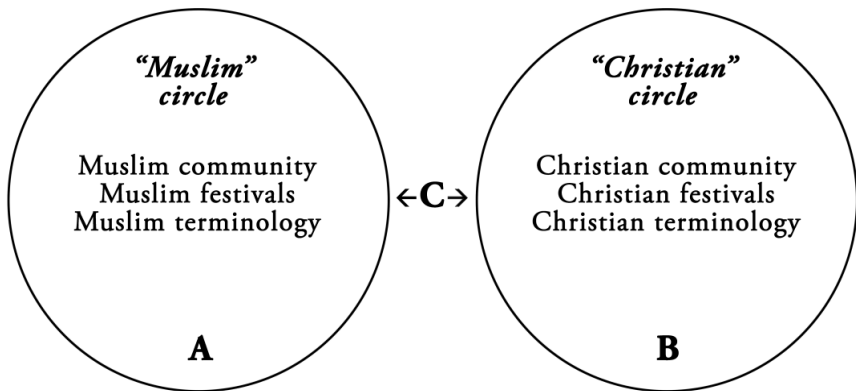 “Muslim”
circle
Muslim community
Muslim festivals
Muslim terminology
A
←C→
“Christian”
circle
Christian community
Christian festivals
Christian terminology
B